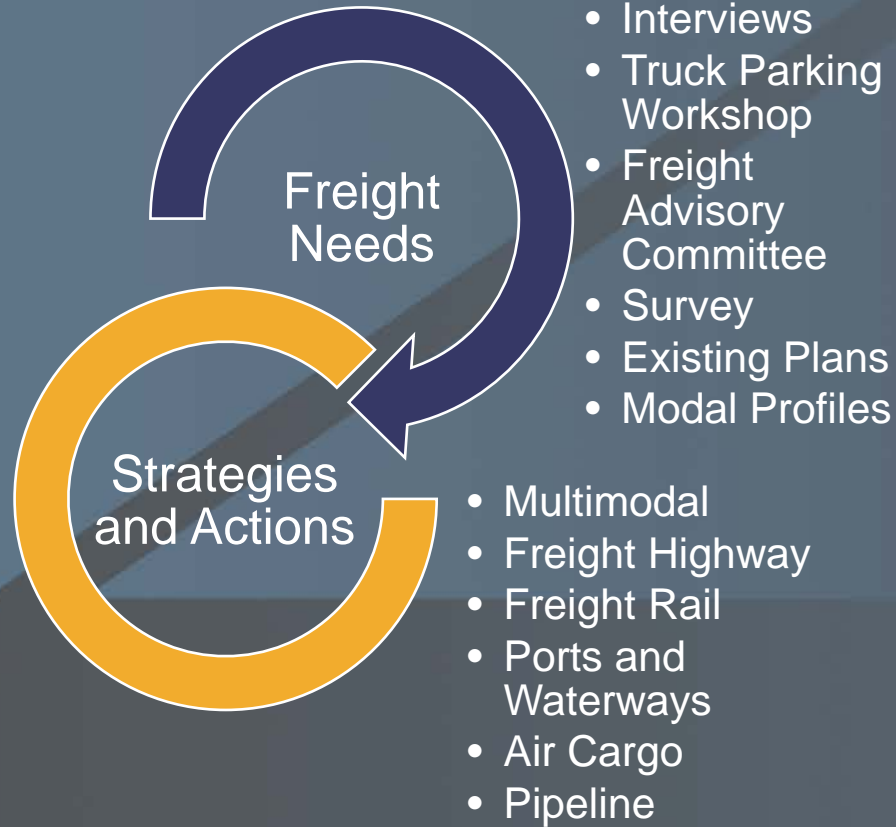 Freight
Needs
• Interviews
• Truck Parking
Workshop
• Freight
Advisory
Committee
• Survey
• Existing Plans
• Modal Profiles
Strategies
and Actions
• Multimodal
• Freight Highway
• Freight Rail
• Ports and
Waterways
• Air Cargo
• Pipeline